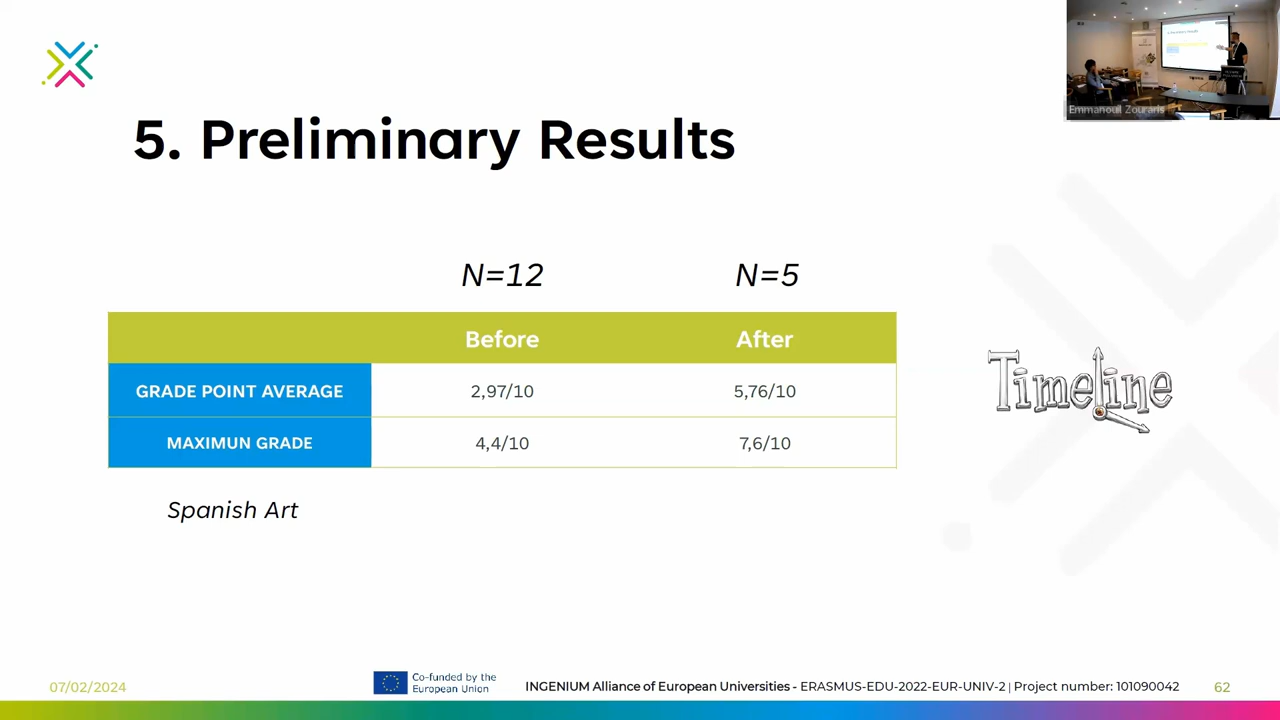 Emmanouil Zouraris
5. Preliminary Results
N=12 N=5
Before After
GRADE POINT AVERAGE 2,97/10 5,76/10
MAXIMUN GRADE 4,4/10 7,6/10
Timeline
Spanish Art
07/02/2024
Co-funded by the
European Union
INGENIUM Alliance of European Universities - ERASMUS-EDU-2022-EUR-UNIV-2 | Project number: 101090042
62